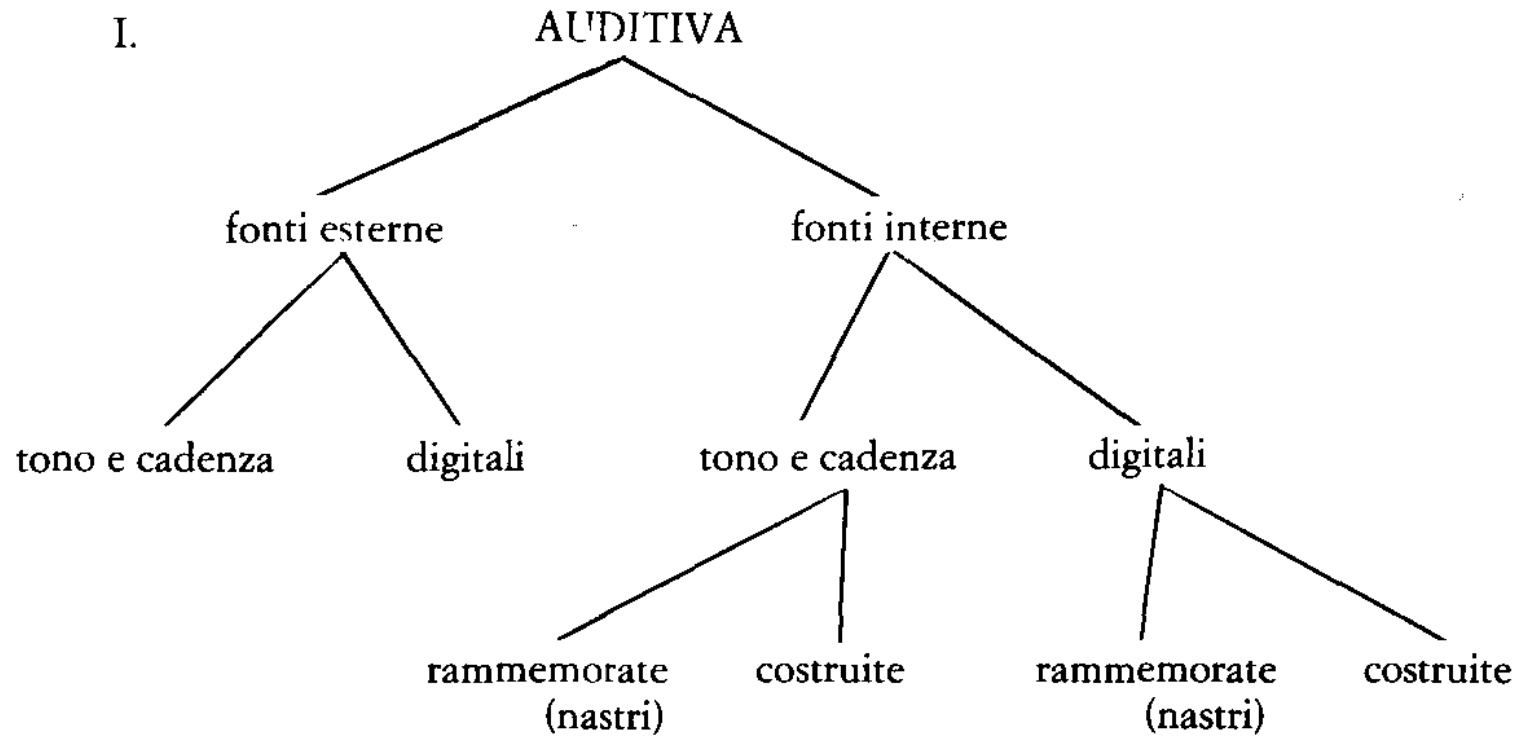 I.
AUDITIVA
fonti esterne
fonti interne
tono e cadenza
digitali
tono e cadenza
digitali
rammemorate
(nastri)
costruite
rammemorate
(nastri)
costruite